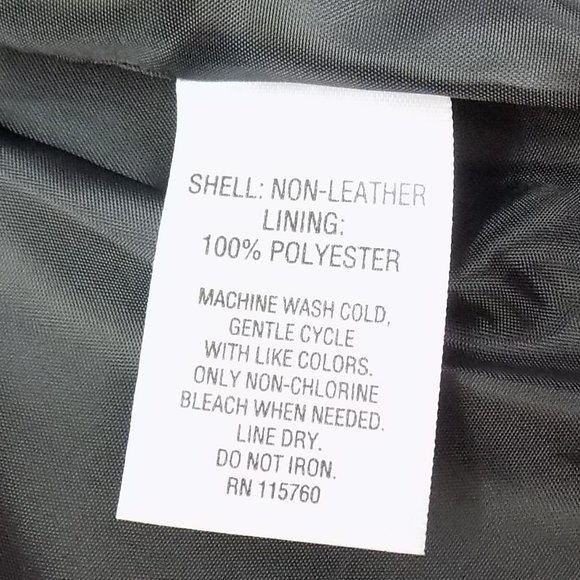 SHELL: NON-LEATHER
LINING:
100% POLYESTER
MACHINE WASH COLD,
GENTLE CYCLE
WITH LIKE COLORS.
ONLY NON-CHLORINE
BLEACH WHEN NEEDED.
LINE DRY.
DO NOT IRON.
RN 115760